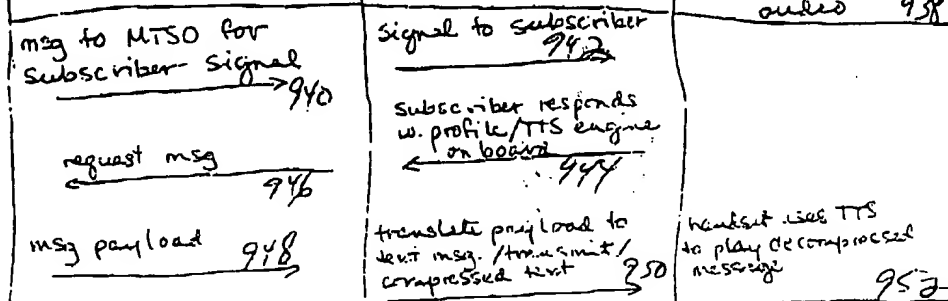 audio 938
msg to MTSO for
subscriber signal
940
signal to subscriber
942
subscriber responds
w. profile/TTS engine
on board
944
request msg
946
msg payload 948
translate payload to
text msg. /transmit/
compressed text 950
handset uses TTS
to play decompressed
message
952